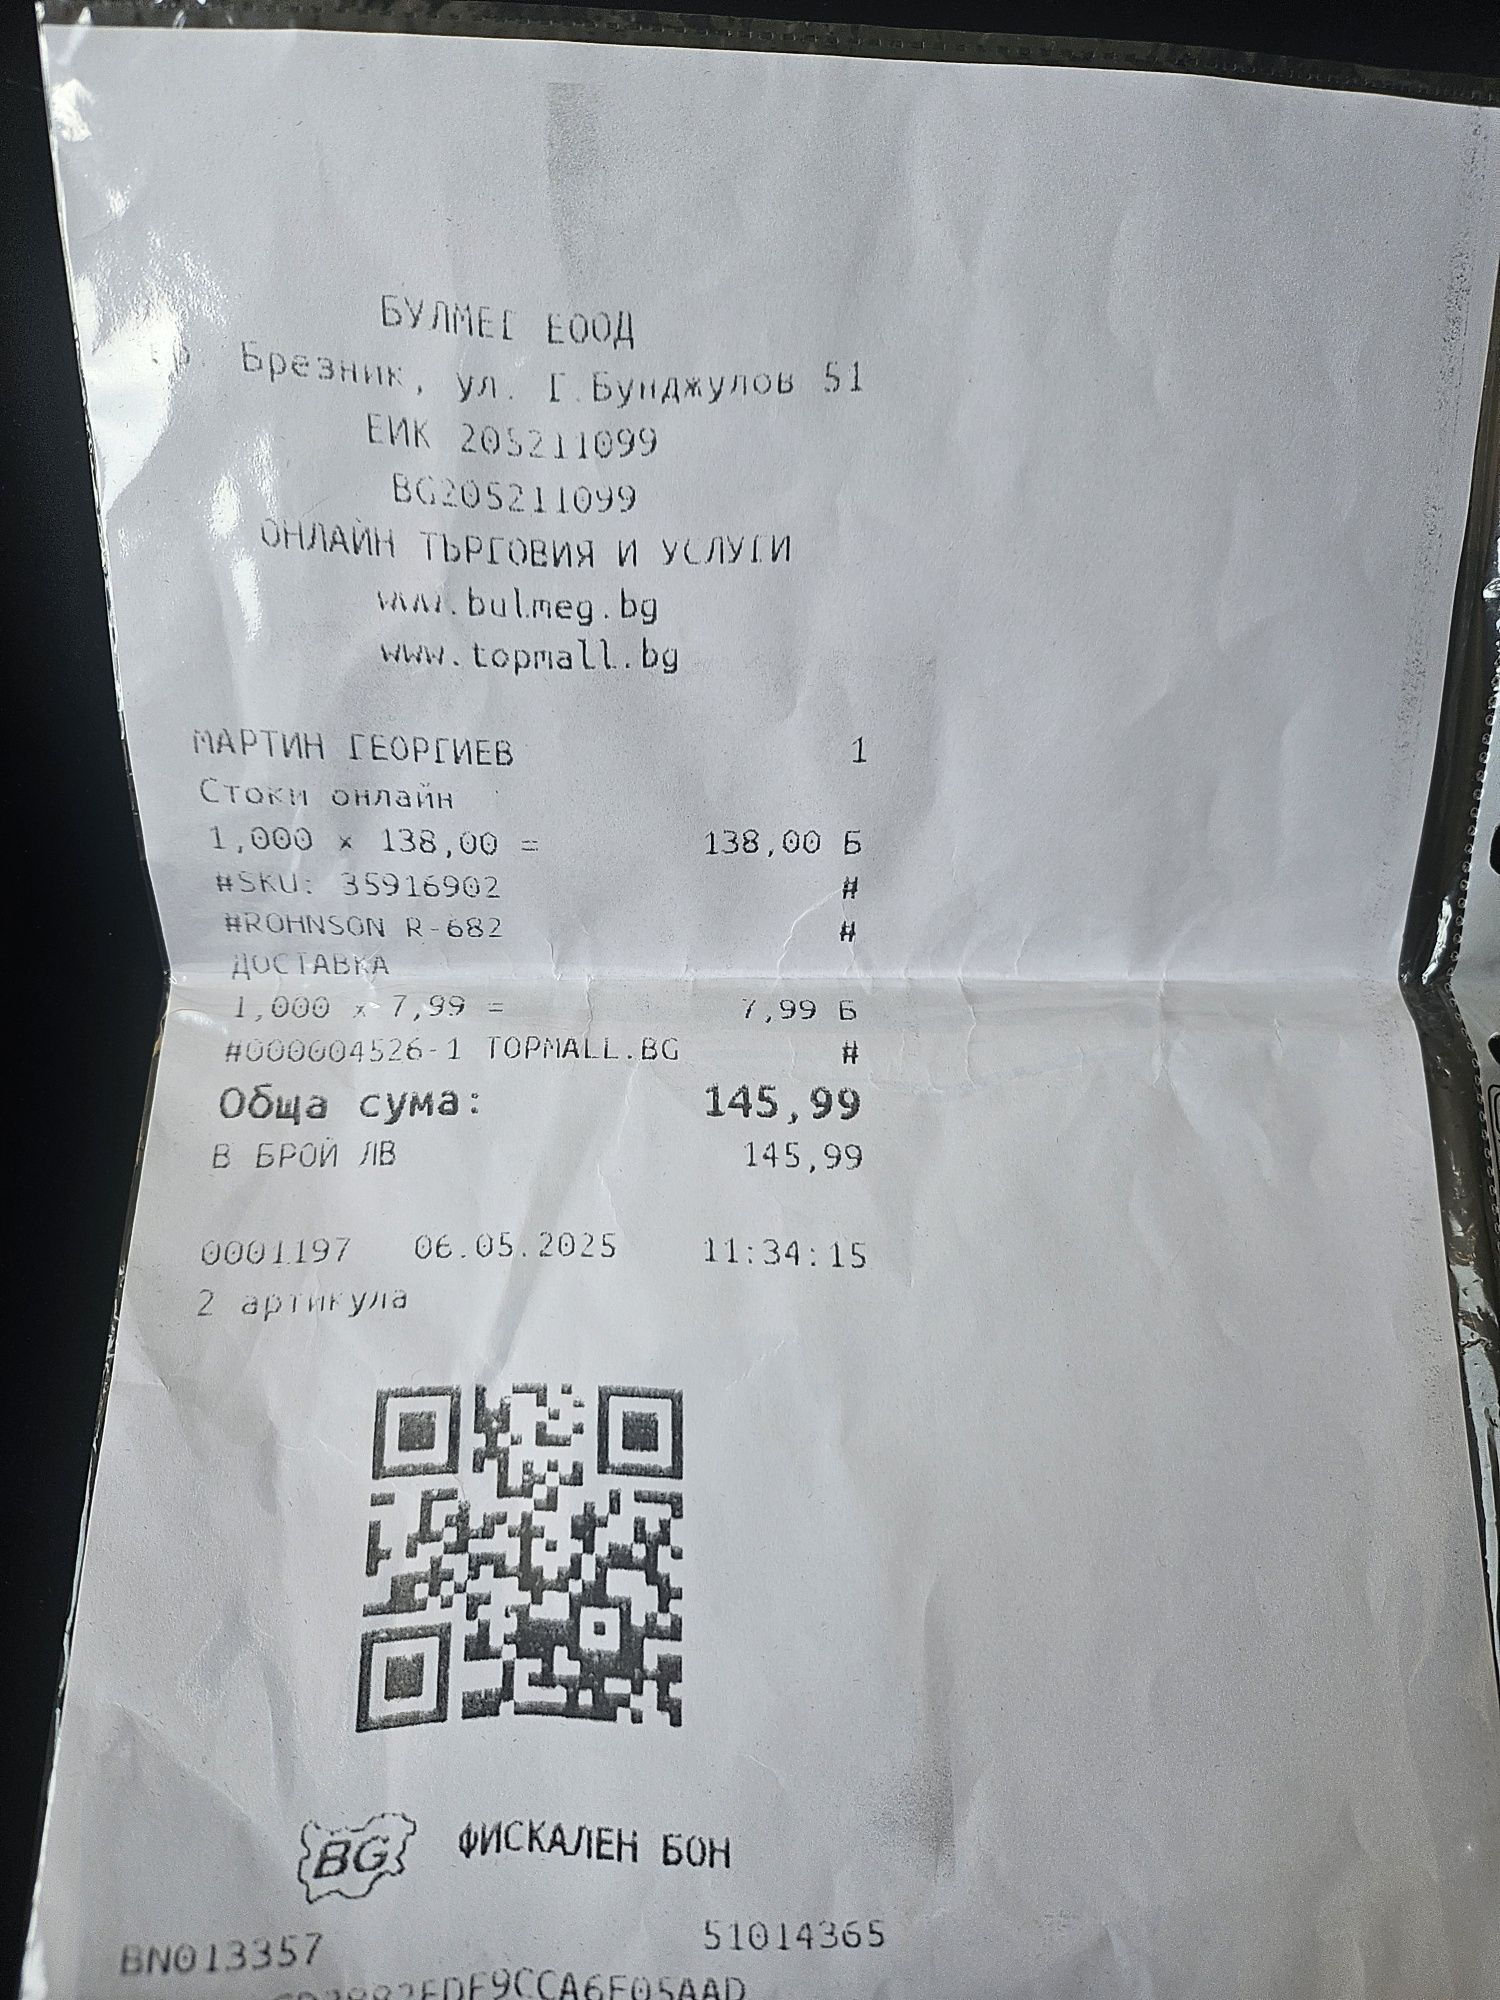 БУЛМЕГ ЕООД
Брезник, ул. Г.Бунджулов 51
ЕИК 205211099
BG205211099
ОНЛАЙН ТЪРГОВИЯ И УСЛУГИ
www.bulmeg.bg
www.topmall.bg
МАРТИН ГЕОРГИЕВ 1
Стоки онлайн
1,000 x 138,00 = 138,00 Б
#SKU: 35916902 #
#ROHNSON R-682 #
ДОСТАВКА
1,000 x 7,99 = 7,99 Б
#000004526-1 TOPMALL.BG #
Обща сума: 145,99
В БРОЙ ЛВ 145,99
0001197 06.05.2025 11:34:15
2 артикула
BG ФИСКАЛЕН БОН
BN013357 51014365